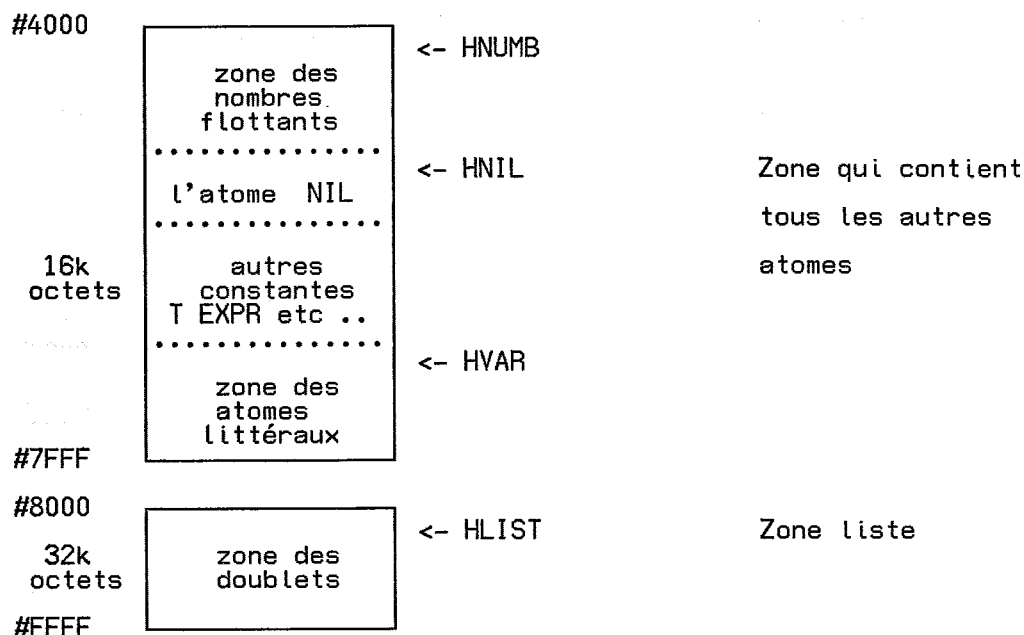 #4000
<- HNUMB
zone des
nombres
flottants
<- HNIL
Zone qui contient
l'atome NIL
tous les autres
16k
octets
autres
constantes
T EXPR etc ..
atomes
<- HVAR
zone des
atomes
littéraux
#7FFF
#8000
<- HLIST
Zone liste
32k
octets
zone des
doublets
#FFFF